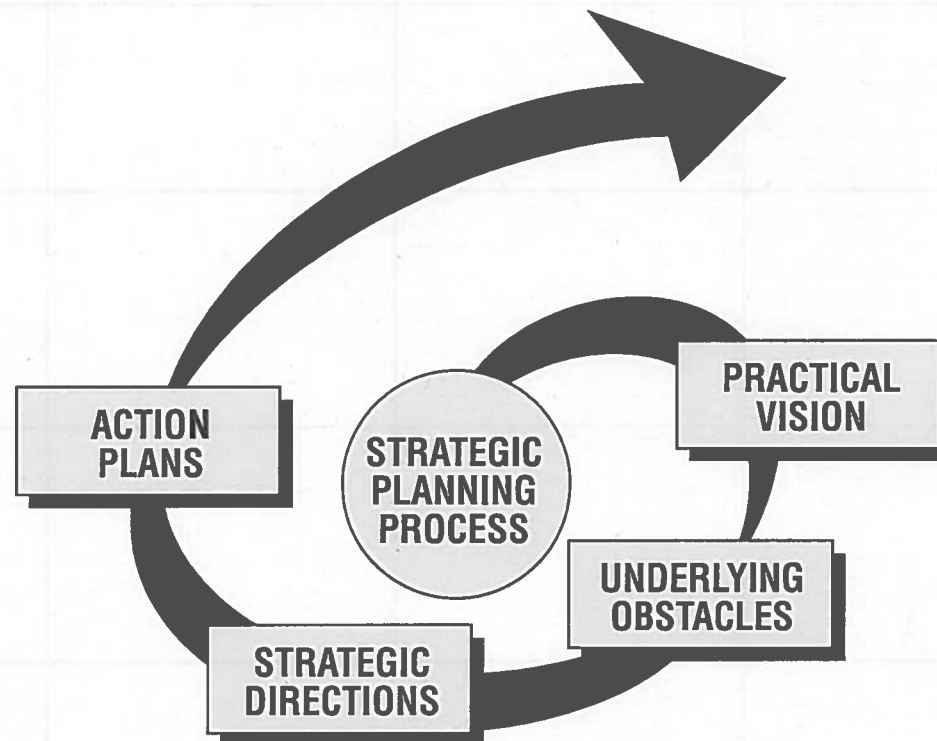 STRATEGIC
PLANNING
PROCESS
PRACTICAL
VISION
UNDERLYING
OBSTACLES
STRATEGIC
DIRECTIONS
ACTION
PLANS